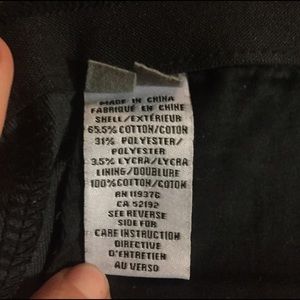 MADE IN CHINA
FABRIQUÉ EN CHINE
SHELL/EXTÉRIEUR
65.5% COTTON/COTON
31% POLYESTER/
POLYESTER
3.5% LYCRA/LYCRA
LINING/DOUBLURE
100% COTTON/COTON
RN 119376
CA 52192
SEE REVERSE
SIDE FOR
CARE INSTRUCTION
DIRECTIVE
D'ENTRETIEN
AU VERSO